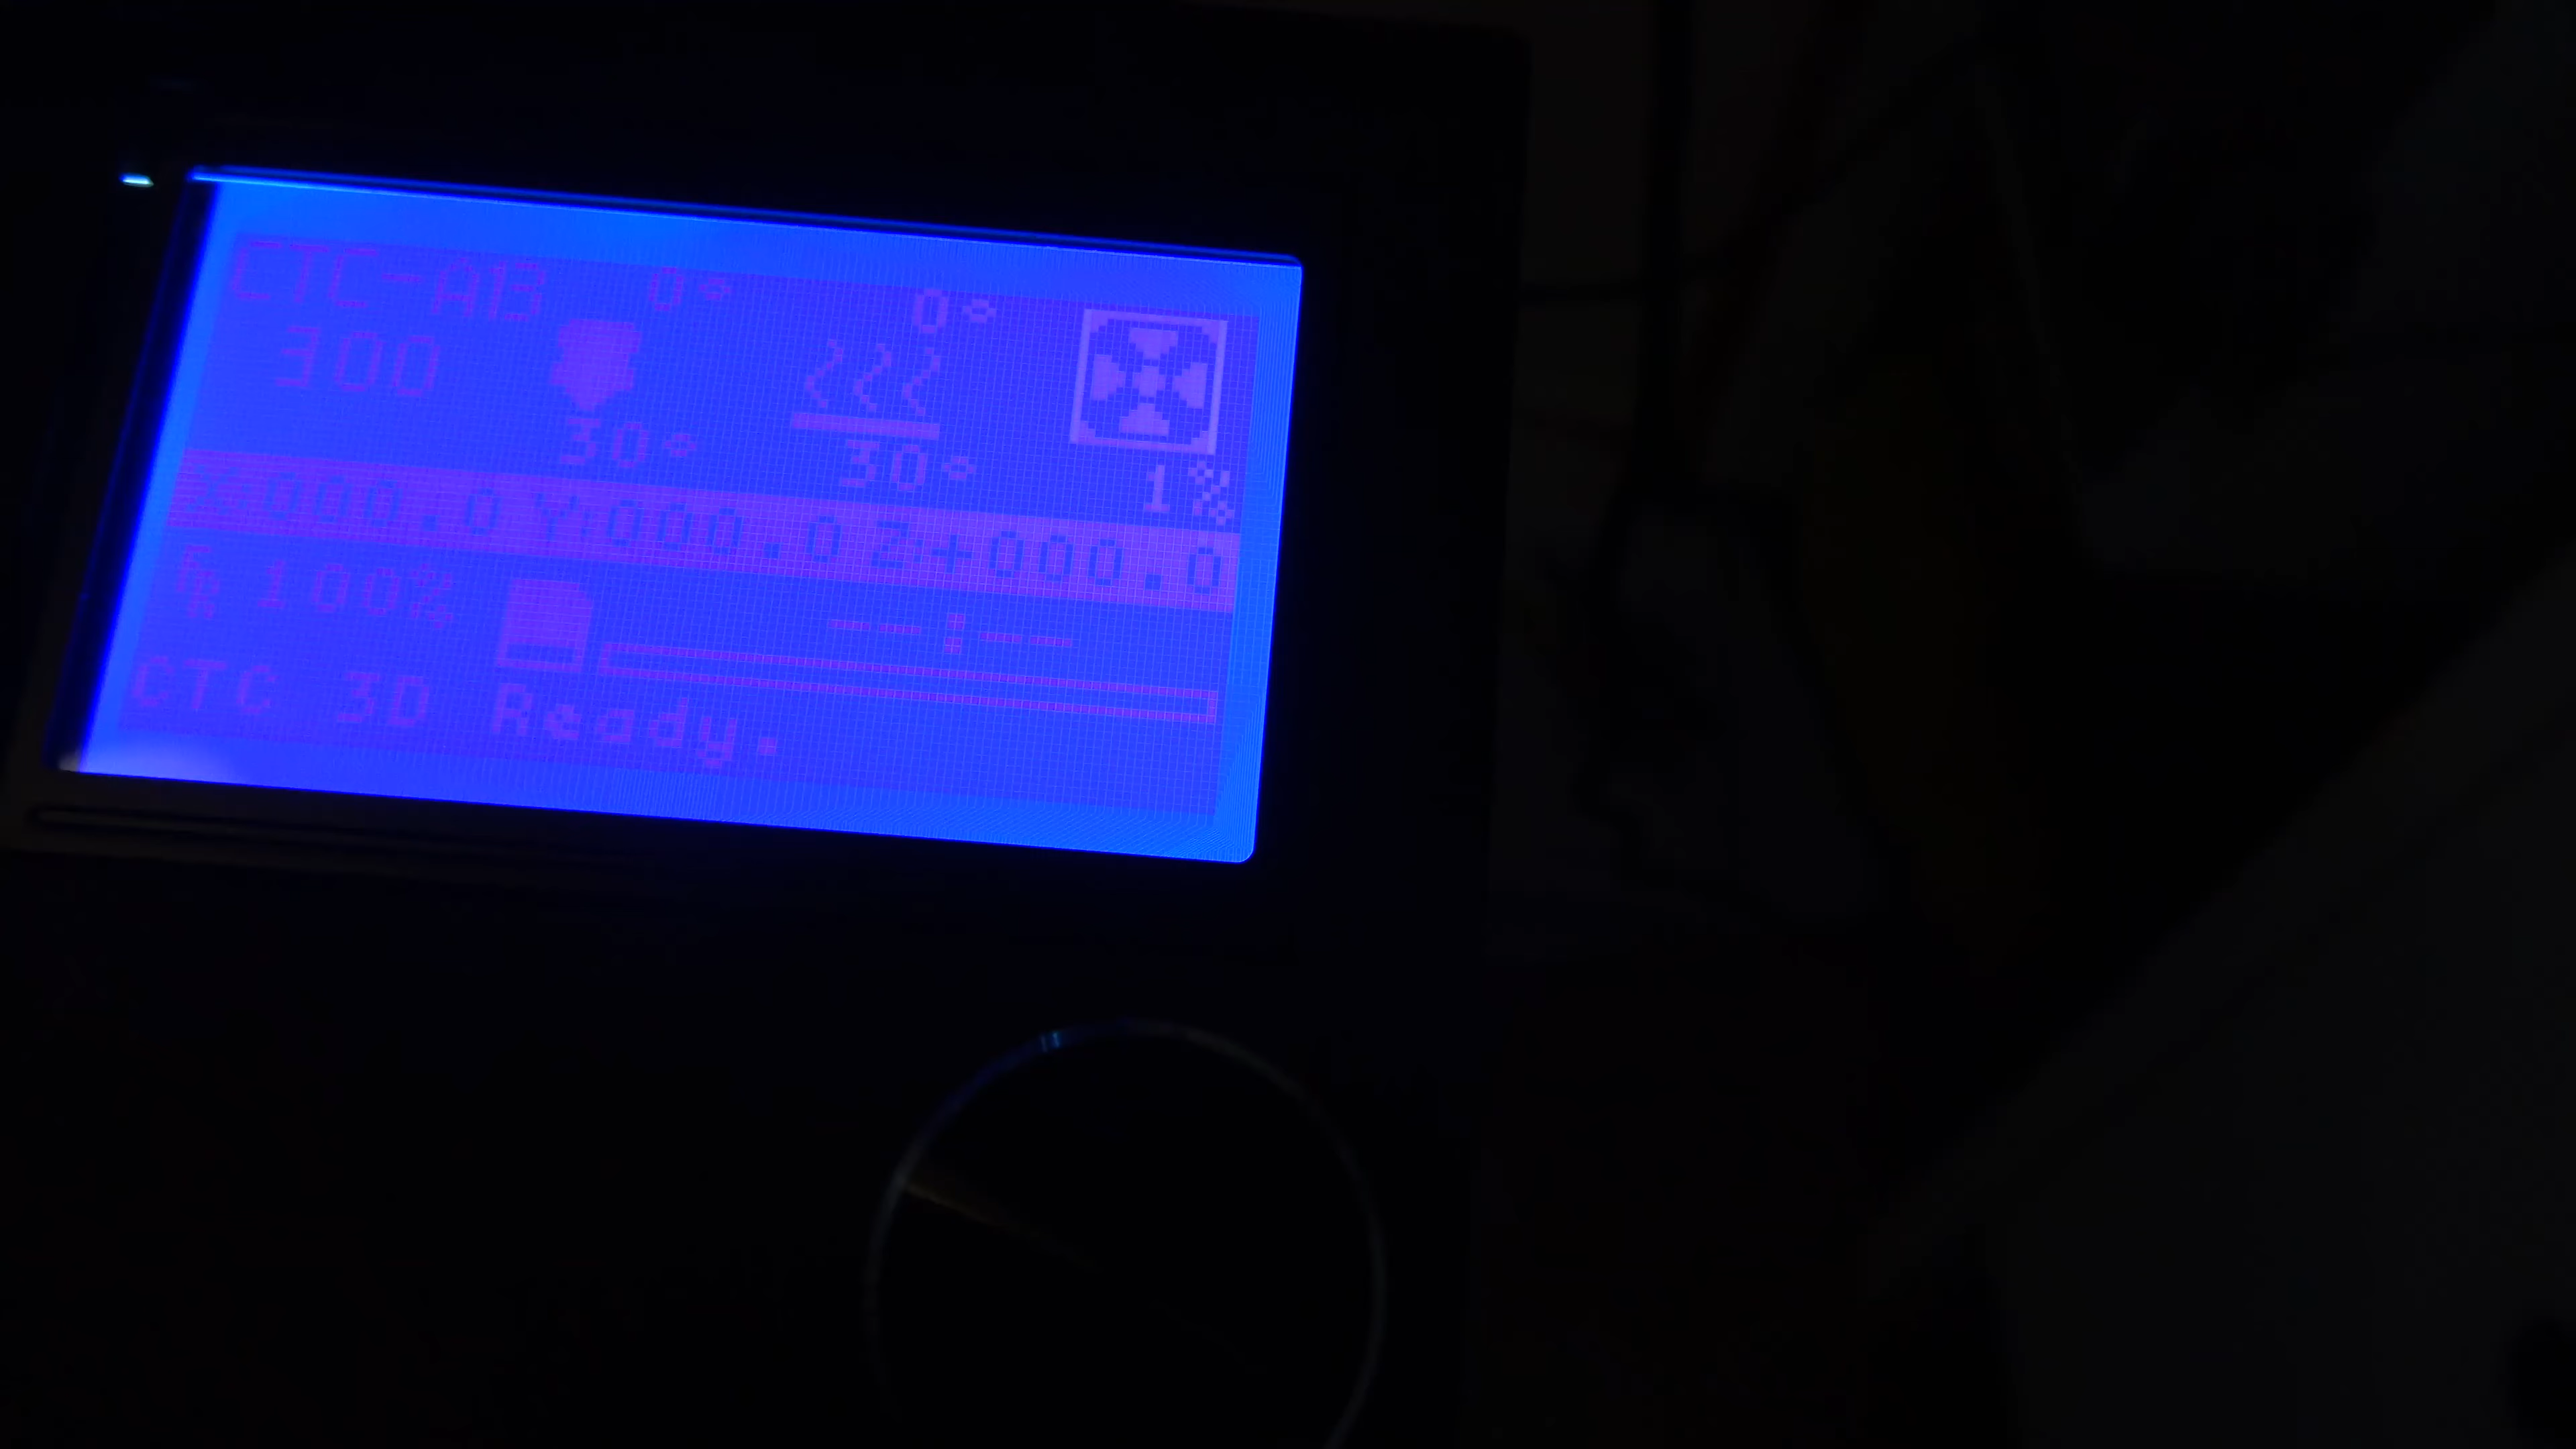 CTC-A13 0° 0°
300
30° 30° 1%
X:000.0 Y:000.0 Z:+000.0
FR 100% --:--
CTC 3D Ready.